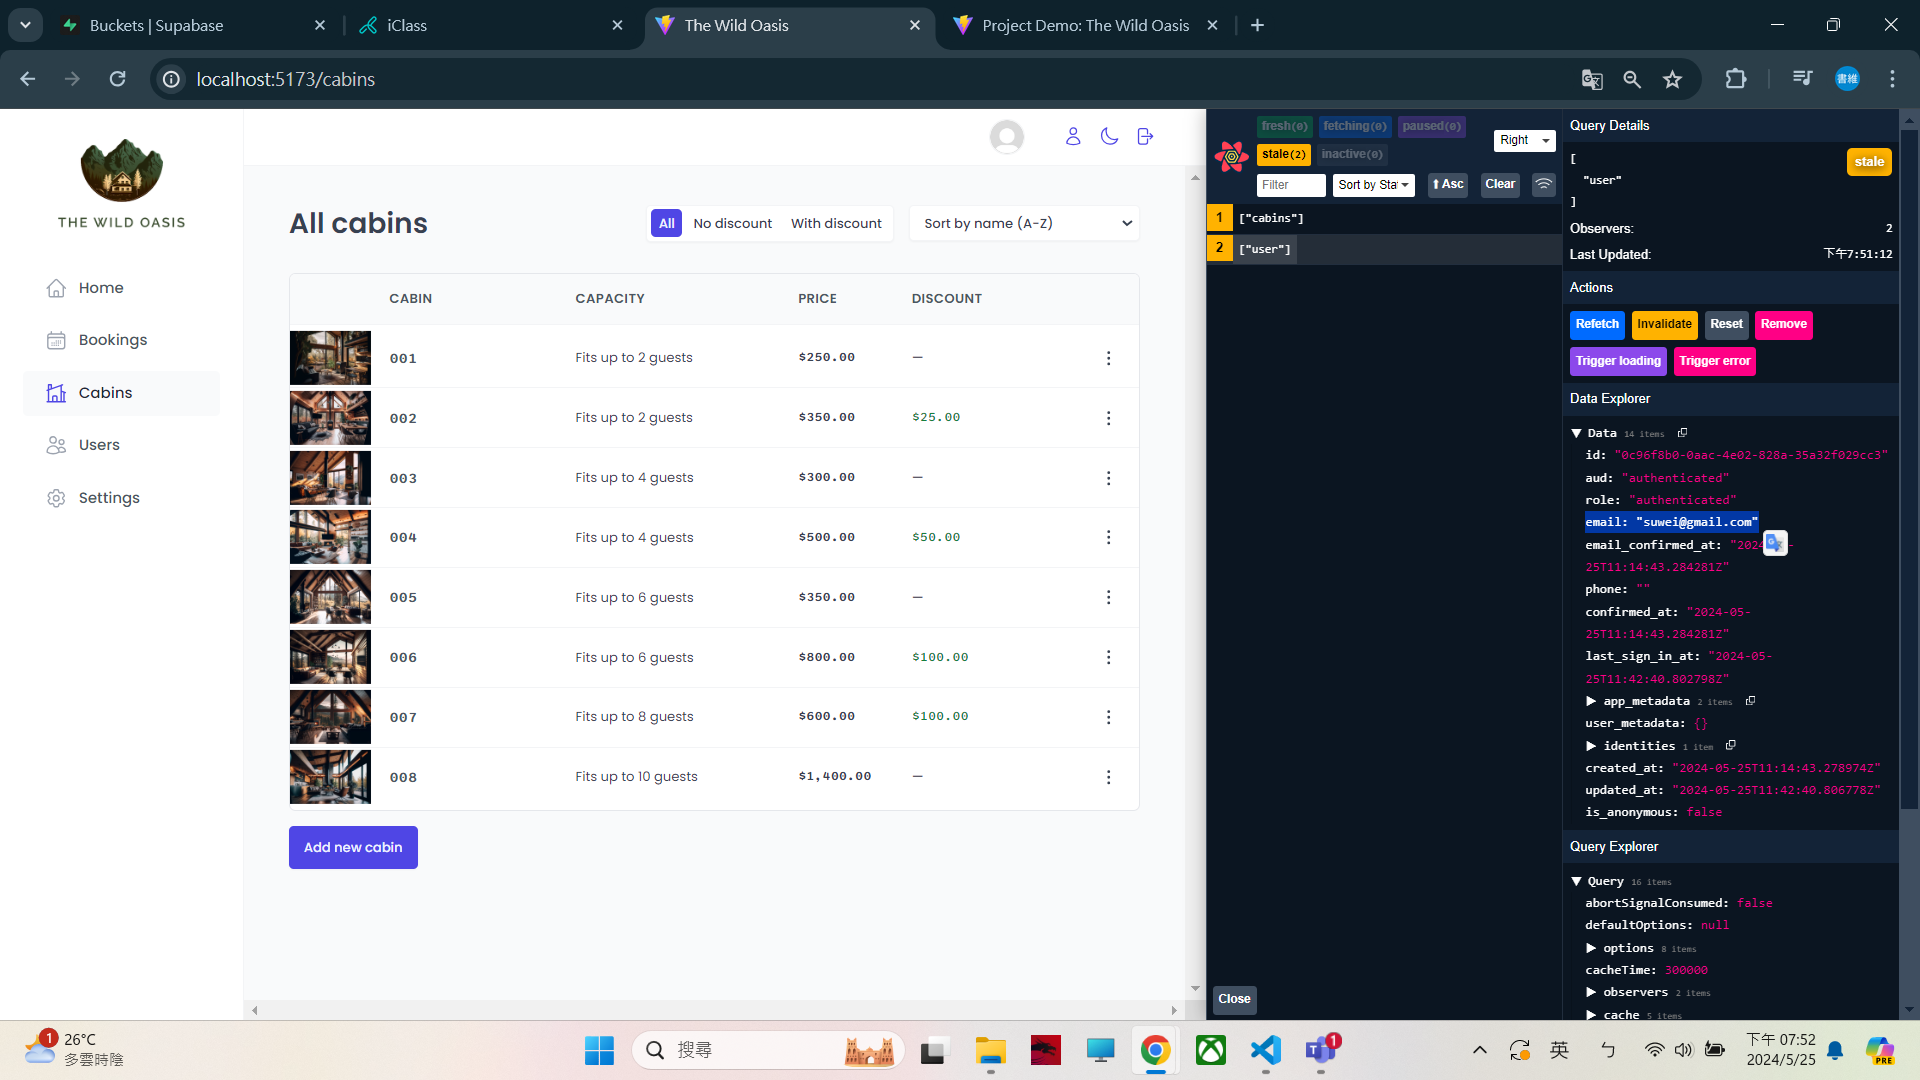 Buckets | Supabase
iClass
The Wild Oasis
Project Demo: The Wild Oasis
localhost:5173/cabins
書維
THE WILD OASIS
Home
Bookings
Cabins
Users
Settings
All cabins
All
No discount
With discount
Sort by name (A-Z)
CABIN CAPACITY PRICE DISCOUNT
001 Fits up to 2 guests $250.00 —
002 Fits up to 2 guests $350.00 $25.00
003 Fits up to 4 guests $300.00 —
004 Fits up to 4 guests $500.00 $50.00
005 Fits up to 6 guests $350.00 —
006 Fits up to 6 guests $800.00 $100.00
007 Fits up to 8 guests $600.00 $100.00
008 Fits up to 10 guests $1,400.00 —
Add new cabin
fresh(0) fetching(0) paused(0)
stale(2) inactive(0)
Right
Filter
Sort by Sta
Asc
Clear
1 ["cabins"]
2 ["user"]
Close
Query Details
[
"user"
]
stale
Observers: 2
Last Updated: 下午7:51:12
Actions
Refetch Invalidate Reset Remove
Trigger loading Trigger error
Data Explorer
Data 14 items
id: "0c96f8b0-0aac-4e02-828a-35a32f029cc3"
aud: "authenticated"
role: "authenticated"
email: "suwei@gmail.com"
email_confirmed_at: "2024 -
25T11:14:43.284281Z"
phone: ""
confirmed_at: "2024-05-
25T11:14:43.284281Z"
last_sign_in_at: "2024-05-
25T11:42:40.802798Z"
app_metadata 2 items
user_metadata: {}
identities 1 item
created_at: "2024-05-25T11:14:43.278974Z"
updated_at: "2024-05-25T11:42:40.806778Z"
is_anonymous: false
Query Explorer
Query 16 items
abortSignalConsumed: false
defaultOptions: null
options 8 items
cacheTime: 300000
observers 2 items
cache 5 items
1
26°C
多雲時陰
搜尋
1
英
ㄅ
下午 07:52
2024/5/25
PRE